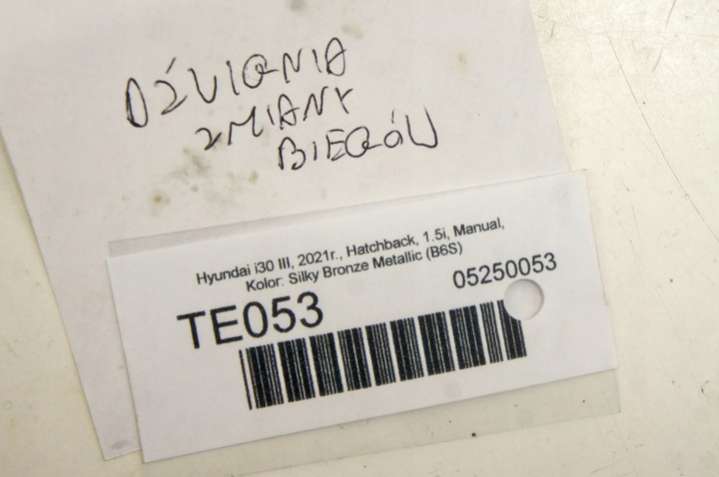 DŹWIGNIA
ZMIANY
BIEGÓW
Hyundai i30 III, 2021r., Hatchback, 1.5i, Manual,
Kolor: Silky Bronze Metallic (B6S)
TE053
05250053